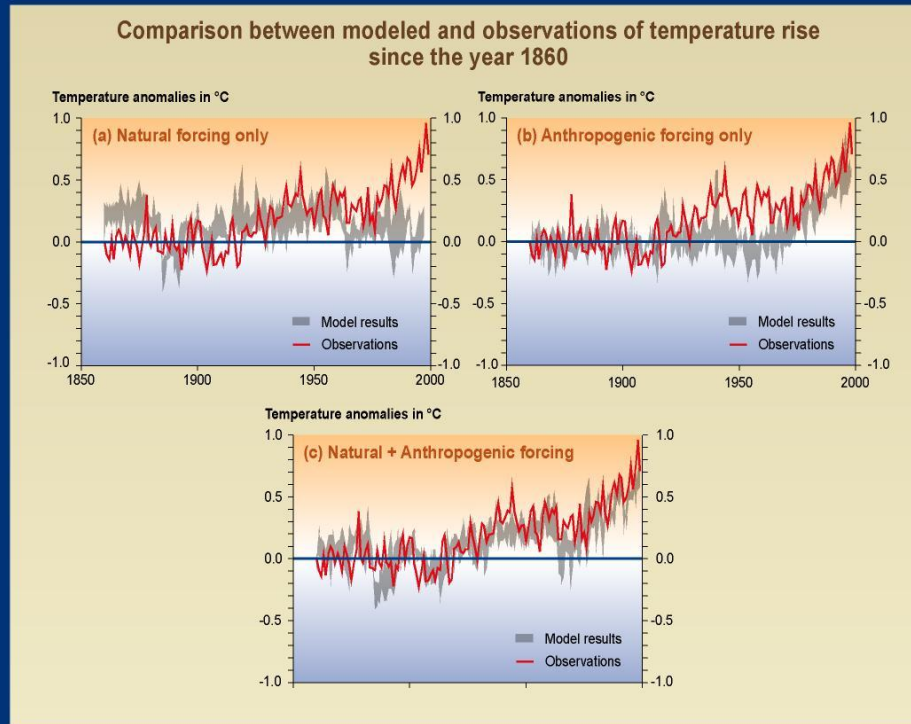 Comparison between modeled and observations of temperature rise
since the year 1860
Temperature anomalies in °C
1.0
1.0
(a) Natural forcing only
0.5
0.5
0.0
0.0
-0.5
-0.5
Model results
Observations
-1.0
-1.0
1850
1900
1950
2000
Temperature anomalies in °C
1.0
1.0
(b) Anthropogenic forcing only
0.5
0.5
0.0
0.0
-0.5
-0.5
Model results
Observations
-1.0
-1.0
1850
1900
1950
2000
Temperature anomalies in °C
1.0
1.0
(c) Natural + Anthropogenic forcing
0.5
0.5
0.0
0.0
-0.5
-0.5
Model results
Observations
-1.0
-1.0